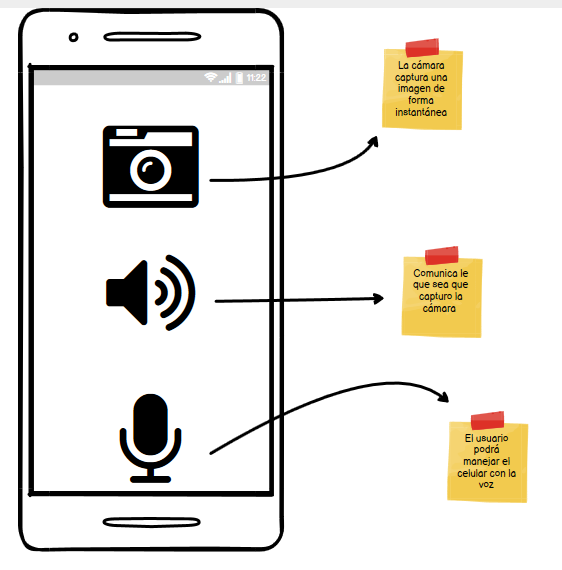 11:22
La cámara
captura una
imagen de
forma
instantánea
Comunica le
que sea que
capturo la
cámara
El usuario
podrá
manejar el
celular con la
voz